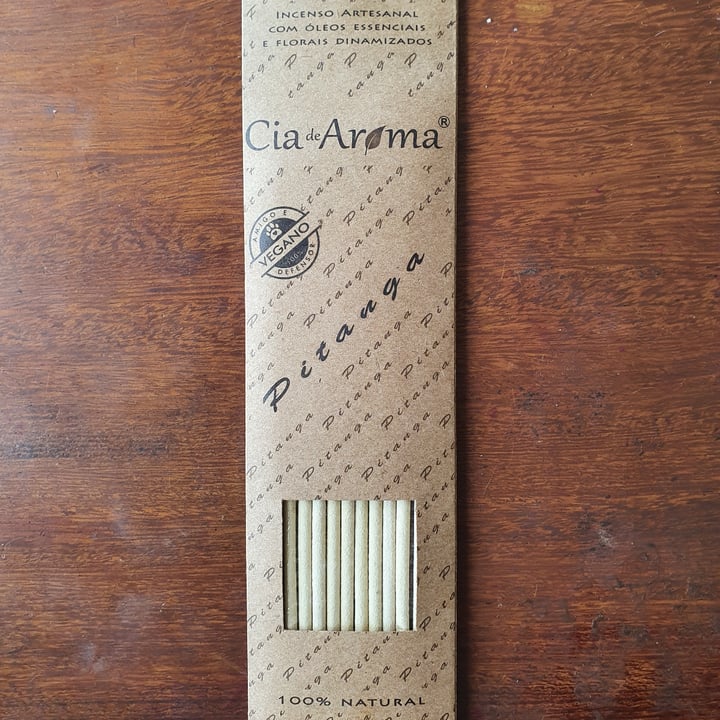 INCENSO ARTESANAL
COM ÓLEOS ESSENCIAIS
E FLORAIS DINAMIZADOS
Cia de Aroma®
AMIGO E
VEGANO
DEFENSOR
Pitanga
100% NATURAL